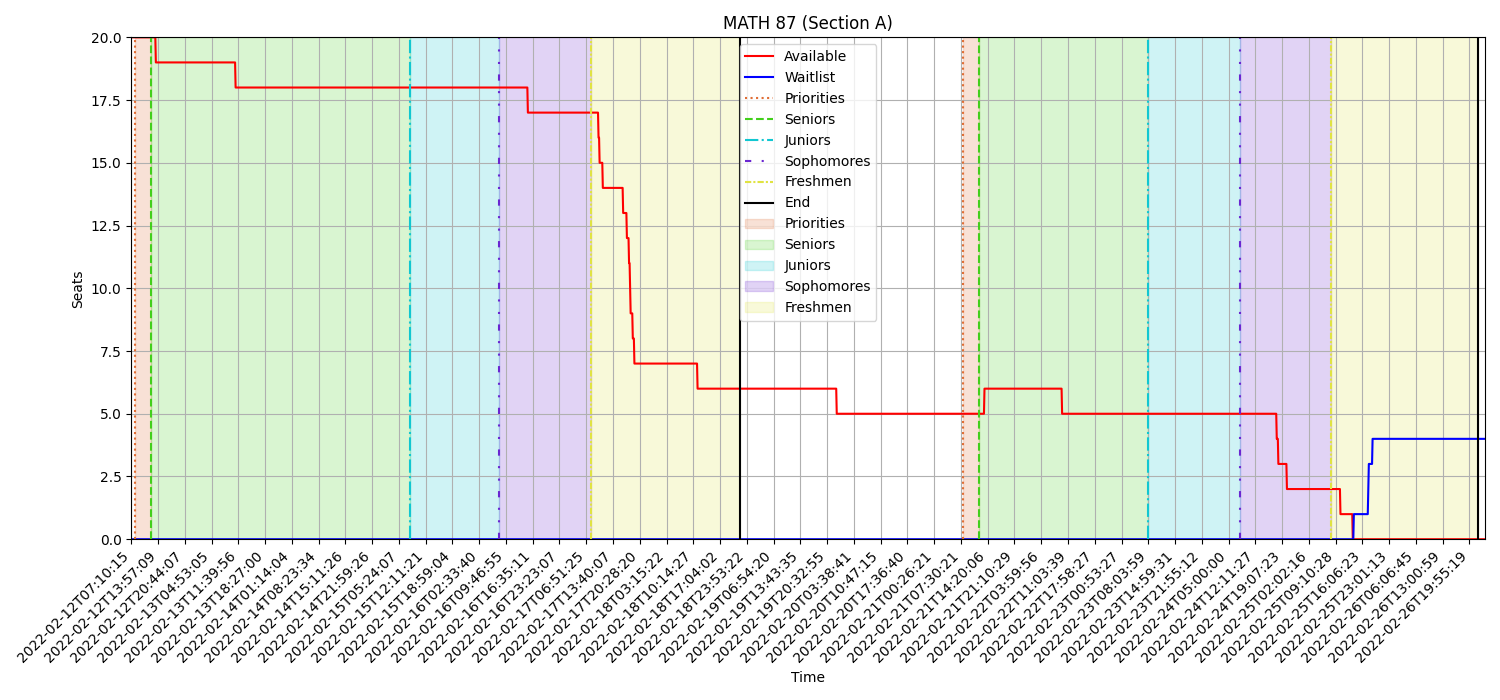 MATH 87 (Section A)
Seats
20.0
17.5
15.0
12.5
10.0
7.5
5.0
2.5
0.0
Available
Waitlist
Priorities
Seniors
Juniors
Sophomores
Freshmen
End
Priorities
Seniors
Juniors
Sophomores
Freshmen
2022-02-12T07:10:15
2022-02-12T13:57:09
2022-02-12T20:44:07
2022-02-13T04:53:05
2022-02-13T11:39:56
2022-02-13T18:27:00
2022-02-14T01:14:04
2022-02-14T08:23:34
2022-02-14T15:11:26
2022-02-14T21:59:20
2022-02-15T05:24:07
2022-02-15T12:11:21
2022-02-15T18:59:04
2022-02-16T02:33:40
2022-02-16T09:46:55
2022-02-16T16:35:11
2022-02-16T23:23:07
2022-02-17T06:51:25
2022-02-17T13:40:07
2022-02-17T20:28:20
2022-02-18T03:15:22
2022-02-18T10:14:27
2022-02-18T17:04:02
2022-02-18T23:53:22
2022-02-19T06:54:20
2022-02-19T13:43:35
2022-02-19T20:32:55
2022-02-20T03:38:41
2022-02-20T10:47:15
2022-02-20T17:36:40
2022-02-21T00:26:21
2022-02-21T07:30:21
2022-02-21T14:20:06
2022-02-21T21:10:29
2022-02-22T03:59:56
2022-02-22T11:03:39
2022-02-22T17:58:27
2022-02-23T00:53:27
2022-02-23T08:03:59
2022-02-23T14:59:31
2022-02-23T21:55:12
2022-02-24T05:00:00
2022-02-24T12:11:27
2022-02-24T19:07:23
2022-02-25T02:02:16
2022-02-25T09:10:28
2022-02-25T16:06:23
2022-02-25T23:01:13
2022-02-26T06:06:45
2022-02-26T13:00:59
2022-02-26T19:55:19
Time